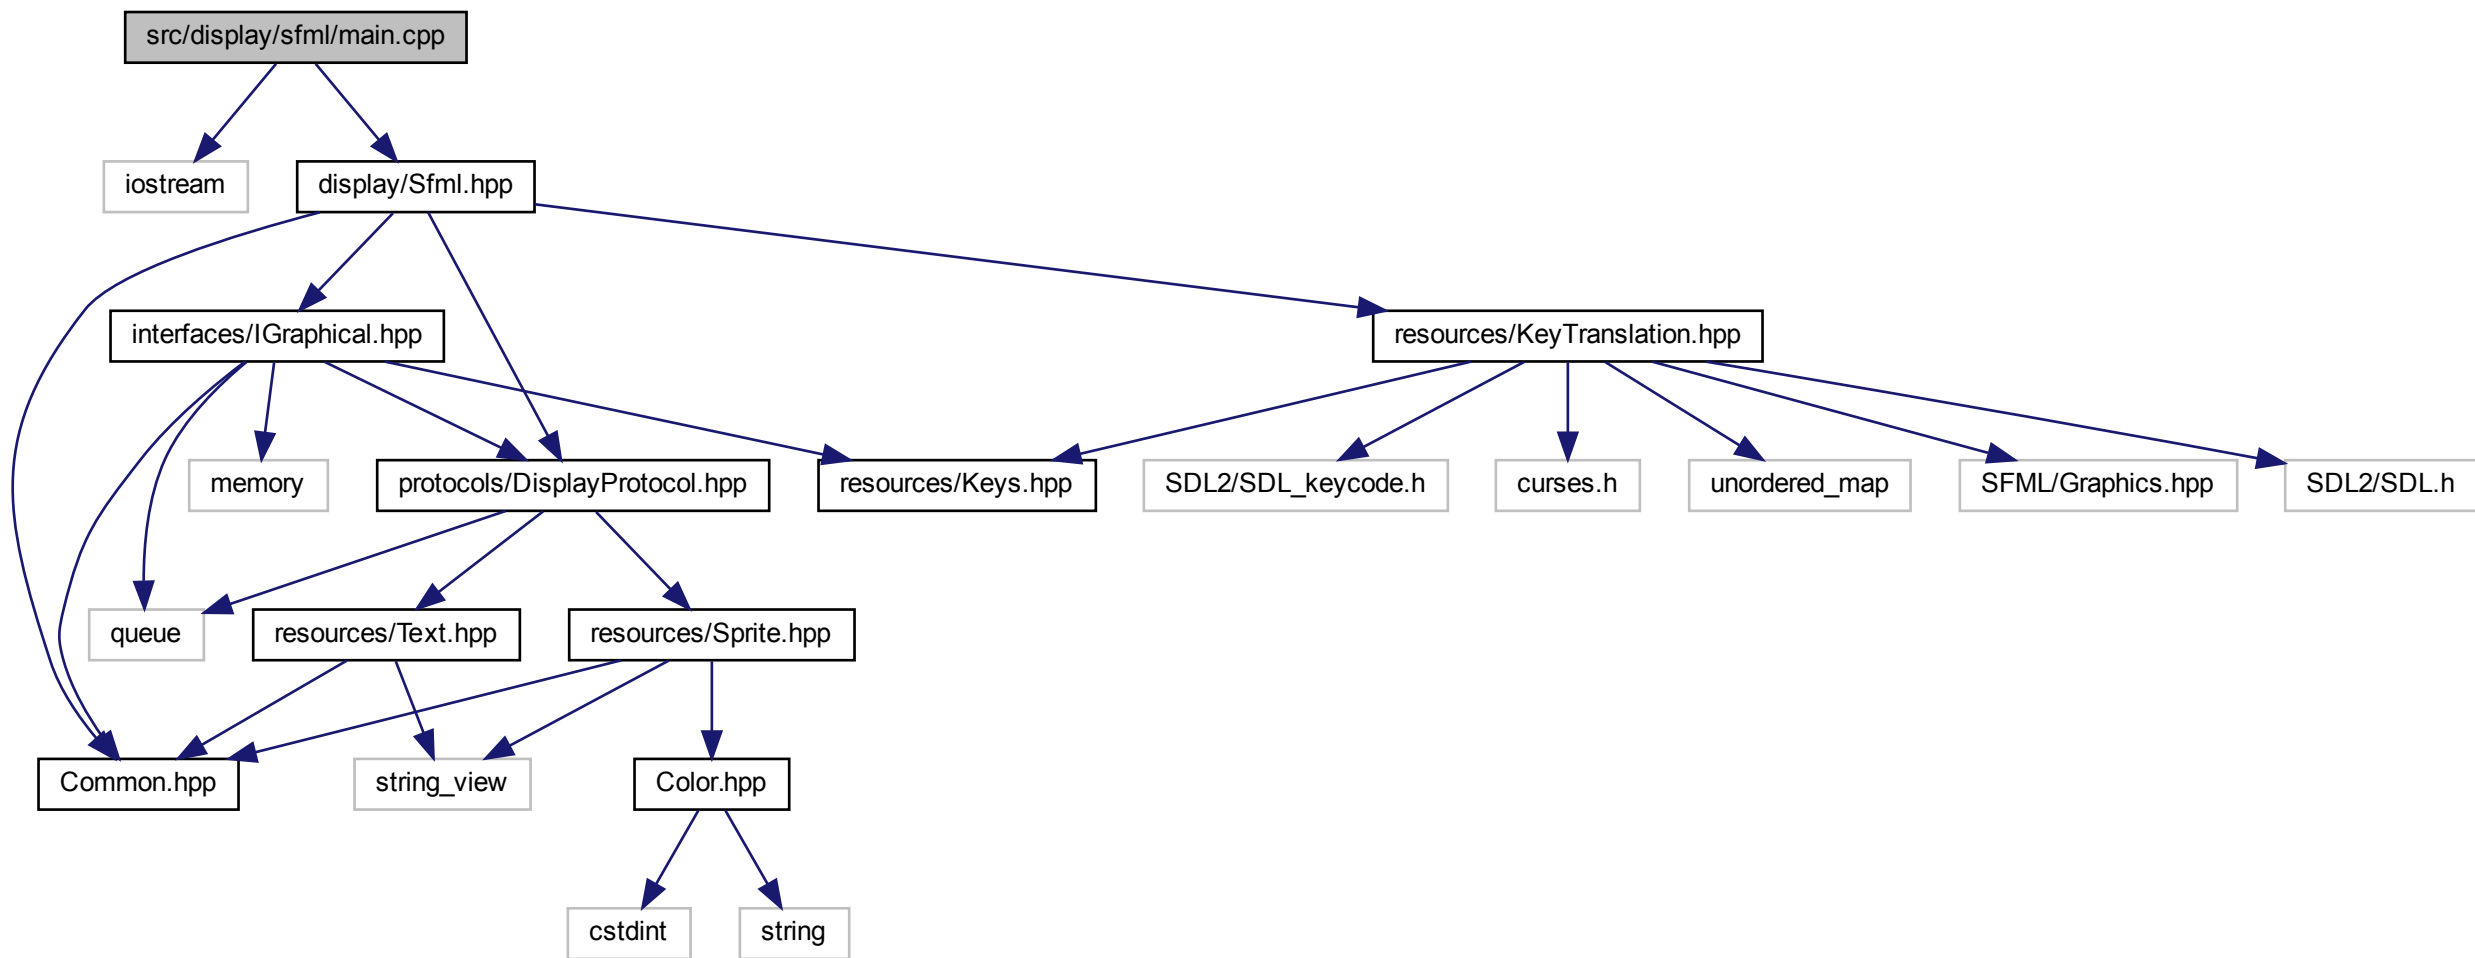 src/display/sfml/main.cpp
iostream
display/Sfml.hpp
interfaces/IGraphical.hpp
resources/KeyTranslation.hpp
memory
protocols/DisplayProtocol.hpp
resources/Keys.hpp
SDL2/SDL_keycode.h
curses.h
unordered_map
SFML/Graphics.hpp
SDL2/SDL.h
queue
resources/Text.hpp
resources/Sprite.hpp
Common.hpp
string_view
Color.hpp
cstdint
string